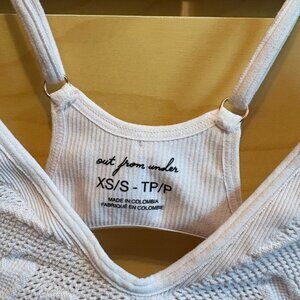 out from under
XS/S - TP/P
MADE IN COLOMBIA
FABRIQUÉ EN COLOMBIE